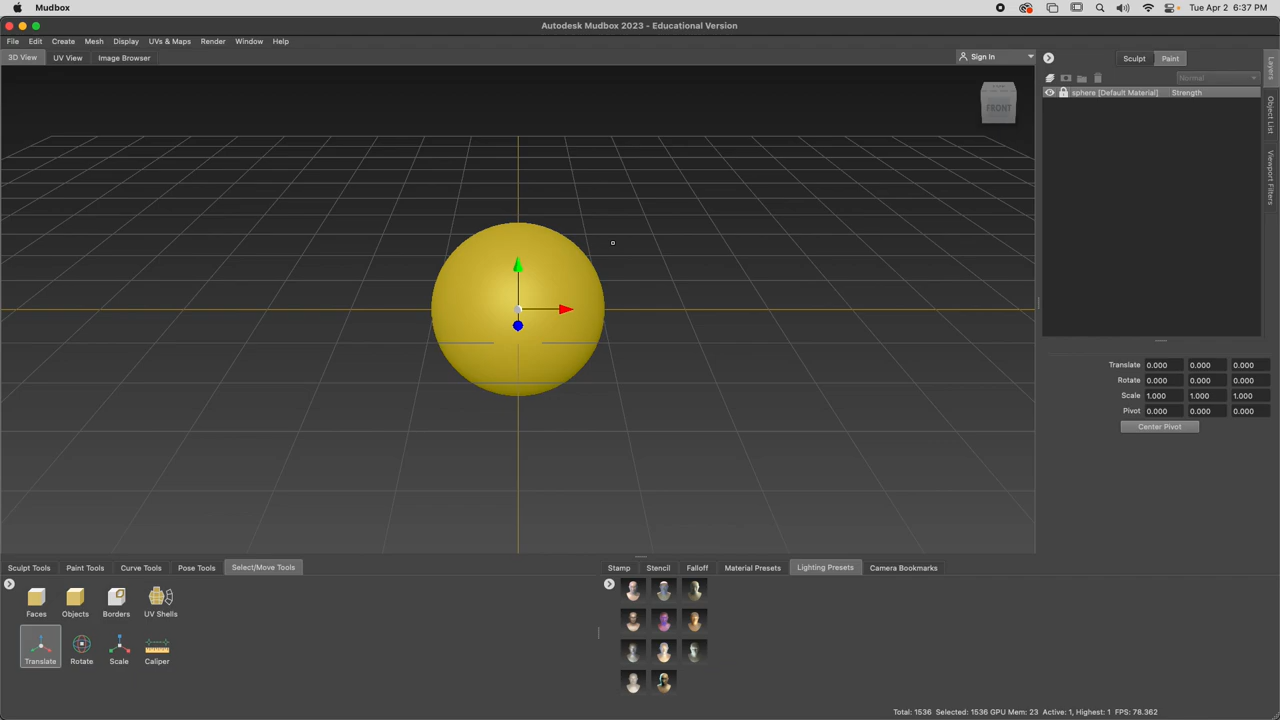 Mudbox Tue Apr 2 6:37 PM
Autodesk Mudbox 2023 - Educational Version
File Edit Create Mesh Display UVs & Maps Render Window Help
3D View UV View Image Browser Sign In Sculpt Paint
Normal
sphere [Default Material] Strength
FRONT
Layers
Object List
Viewport Filters
Translate 0.000 0.000 0.000
Rotate 0.000 0.000 0.000
Scale 1.000 1.000 1.000
Pivot 0.000 0.000 0.000
Center Pivot
Sculpt Tools Paint Tools Curve Tools Pose Tools Select/Move Tools
Faces Objects Borders UV Shells
Translate Rotate Scale Caliper
Stamp Stencil Falloff Material Presets Lighting Presets Camera Bookmarks
Total: 1536 Selected: 1536 GPU Mem: 23 Active: 1, Highest: 1 FPS: 78.362